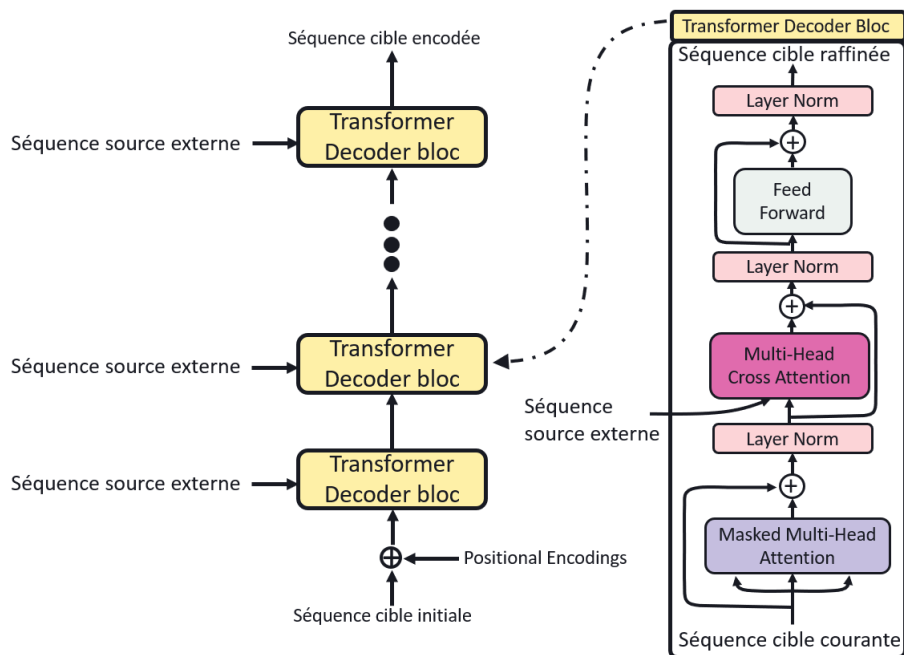 Séquence cible encodée
Séquence source externe
Transformer
Decoder bloc
Séquence source externe
Transformer
Decoder bloc
Séquence source externe
Transformer
Decoder bloc
Positional Encodings
Séquence cible initiale
Transformer Decoder Bloc
Séquence cible raffinée
Layer Norm
+
Feed
Forward
Layer Norm
+
Multi-Head
Cross Attention
Séquence
source externe
Layer Norm
+
Masked Multi-Head
Attention
Séquence cible courante